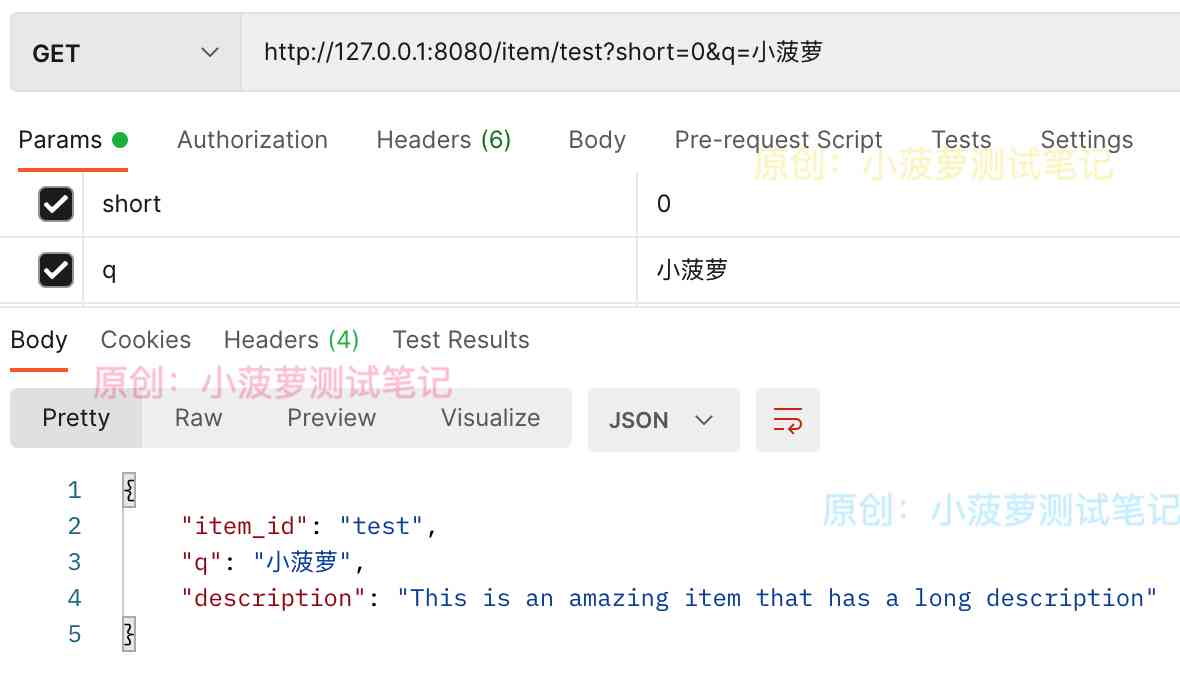 GET http://127.0.0.1:8080/item/test?short=0&q=小菠萝
Params Authorization Headers (6) Body Pre-request Script Tests Settings
原创：小菠萝测试笔记
short 0
q 小菠萝
Body Cookies Headers (4) Test Results
原创：小菠萝测试笔记
Pretty Raw Preview Visualize JSON
1 {
原创：小菠萝测试笔记
2 "item_id": "test",
3 "q": "小菠萝",
4 "description": "This is an amazing item that has a long description"
5 }